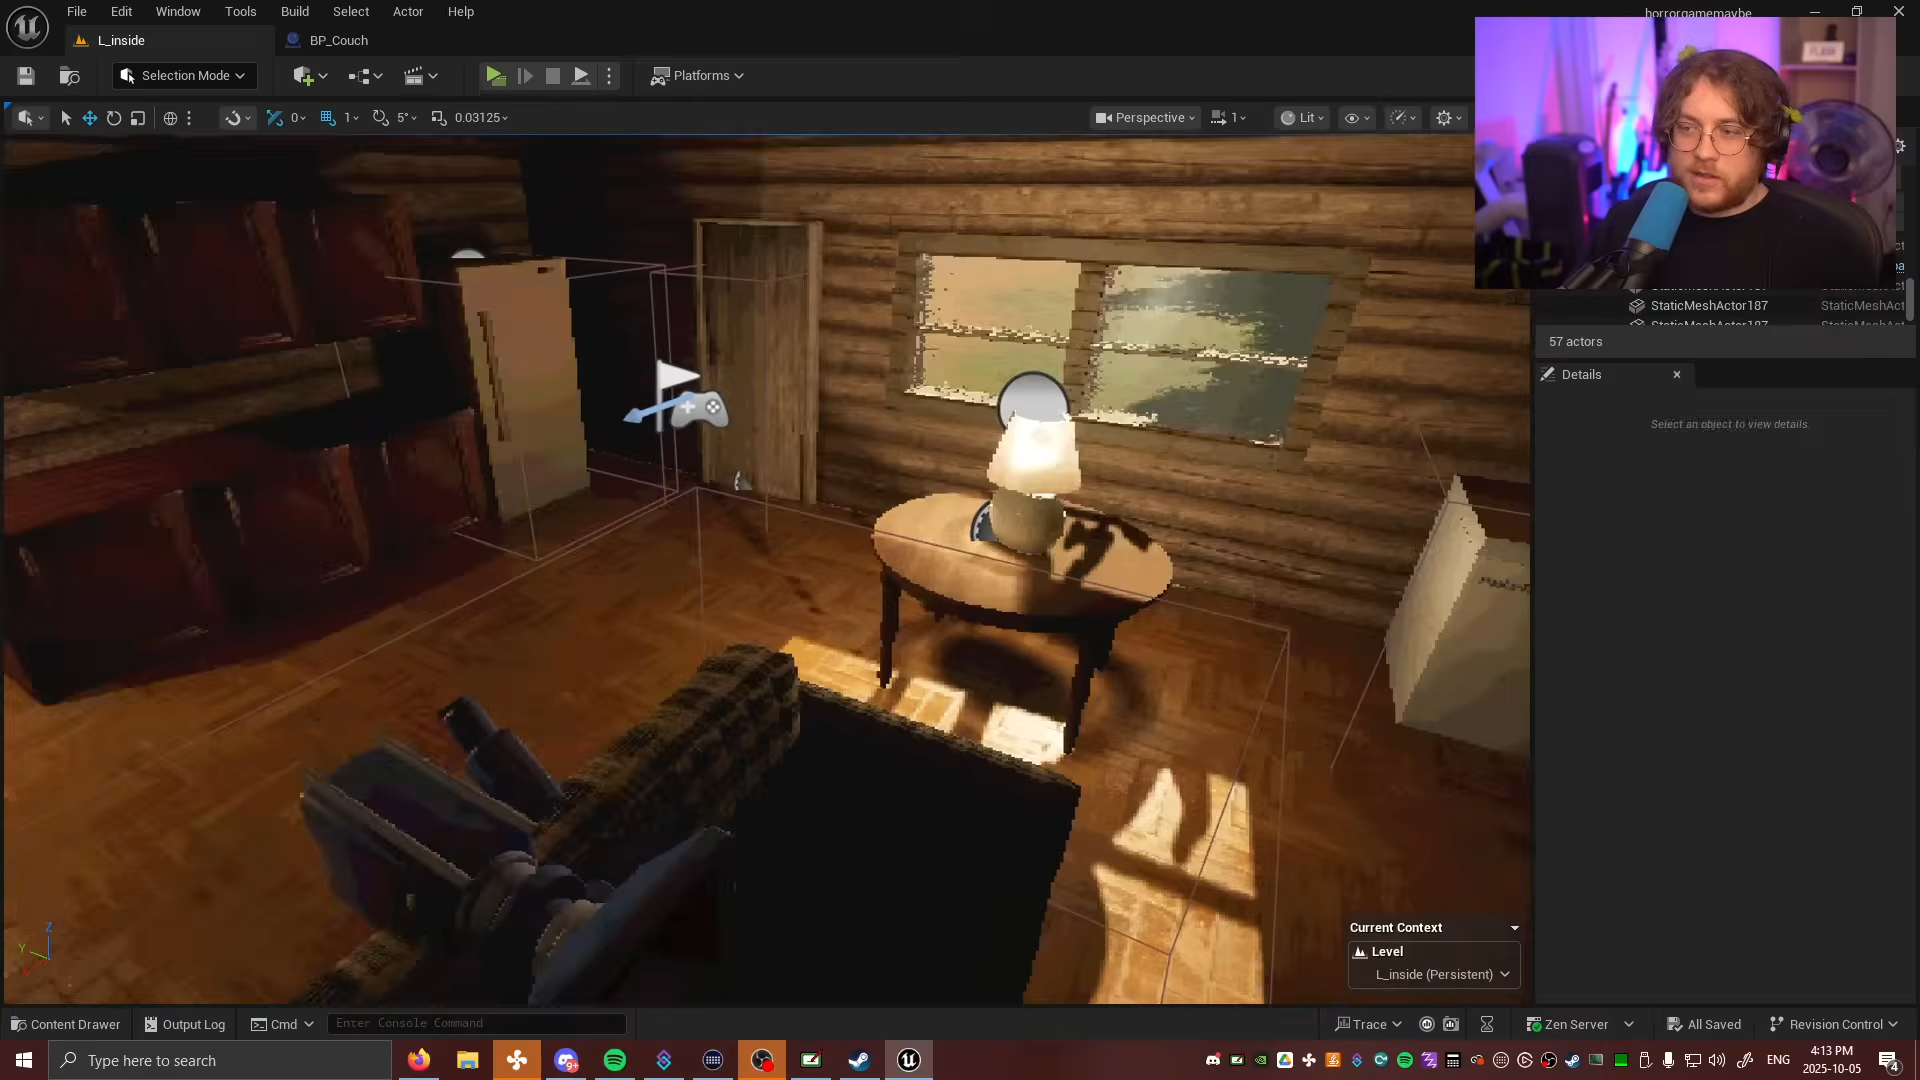 File Edit Window Tools Build Select Actor Help
horrorgamemaybe
L_inside
BP_Couch
Selection Mode
Platforms
0
1
5°
0.03125
Perspective
1
Lit
StaticMeshActor187 StaticMeshAct
57 actors
Details
Select an object to view details.
Current Context
Level
L_inside (Persistent)
Z
Y
Content Drawer
Output Log
Cmd
Enter Console Command
Trace
Zen Server
All Saved
Revision Control
Type here to search
9+
ENG
4:13 PM
2025-10-05
4